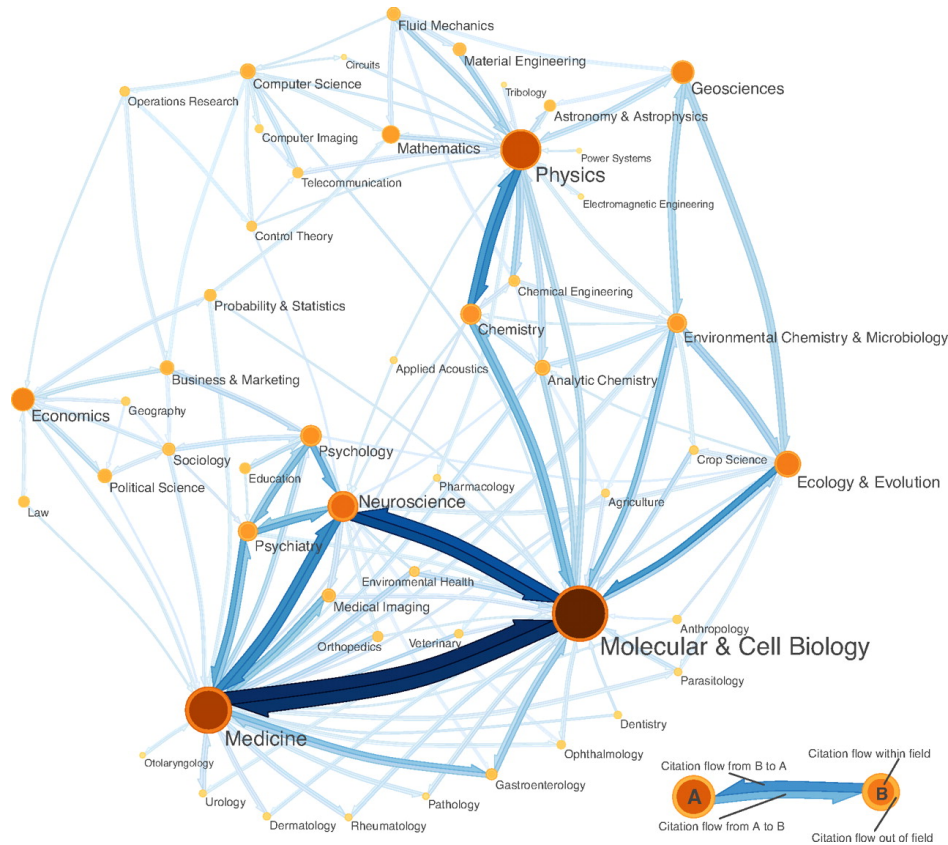 Fluid Mechanics
Circuits
Material Engineering
Computer Science
Tribology
Geosciences
Operations Research
Astronomy & Astrophysics
Computer Imaging
Mathematics
Power Systems
Physics
Telecommunication
Electromagnetic Engineering
Control Theory
Chemical Engineering
Probability & Statistics
Chemistry
Environmental Chemistry & Microbiology
Applied Acoustics
Business & Marketing
Analytic Chemistry
Geography
Economics
Psychology
Sociology
Crop Science
Education
Political Science
Pharmacology
Ecology & Evolution
Neuroscience
Agriculture
Law
Psychiatry
Environmental Health
Medical Imaging
Anthropology
Orthopedics
Veterinary
Molecular & Cell Biology
Parasitology
Dentistry
Medicine
Ophthalmology
Otolaryngology
Gastroenterology
Urology
Pathology
Dermatology
Rheumatology
Citation flow from B to A
Citation flow within field
A
B
Citation flow from A to B
Citation flow out of field